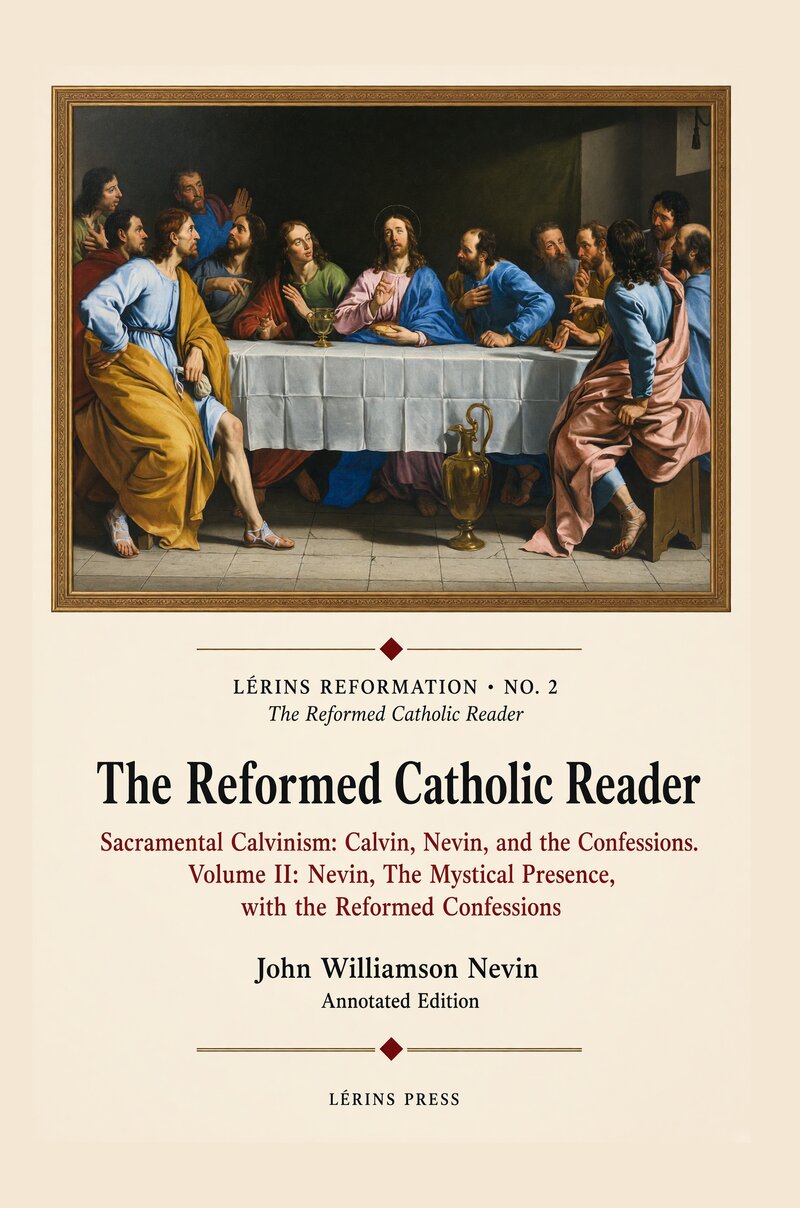 LÉRINS REFORMATION • NO. 2
The Reformed Catholic Reader
The Reformed Catholic Reader
Sacramental Calvinism: Calvin, Nevin, and the Confessions.
Volume II: Nevin, The Mystical Presence,
with the Reformed Confessions
John Williamson Nevin
Annotated Edition
LÉRINS PRESS